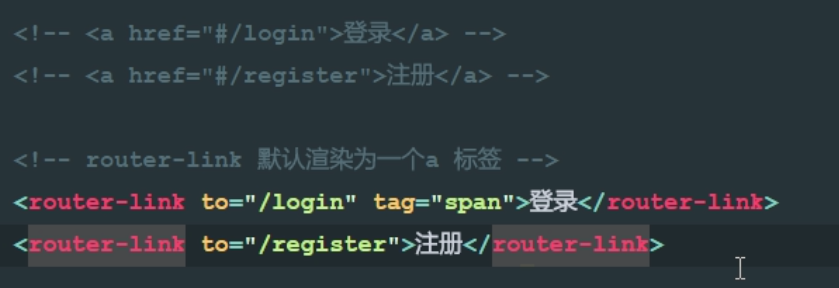 <!-- <a href="#/login">登录</a> -->
<!-- <a href="#/register">注册</a> -->
<!-- router-link 默认渲染为一个a 标签 -->
<router-link to="/login" tag="span">登录</router-link>
<router-link to="/register">注册</router-link>